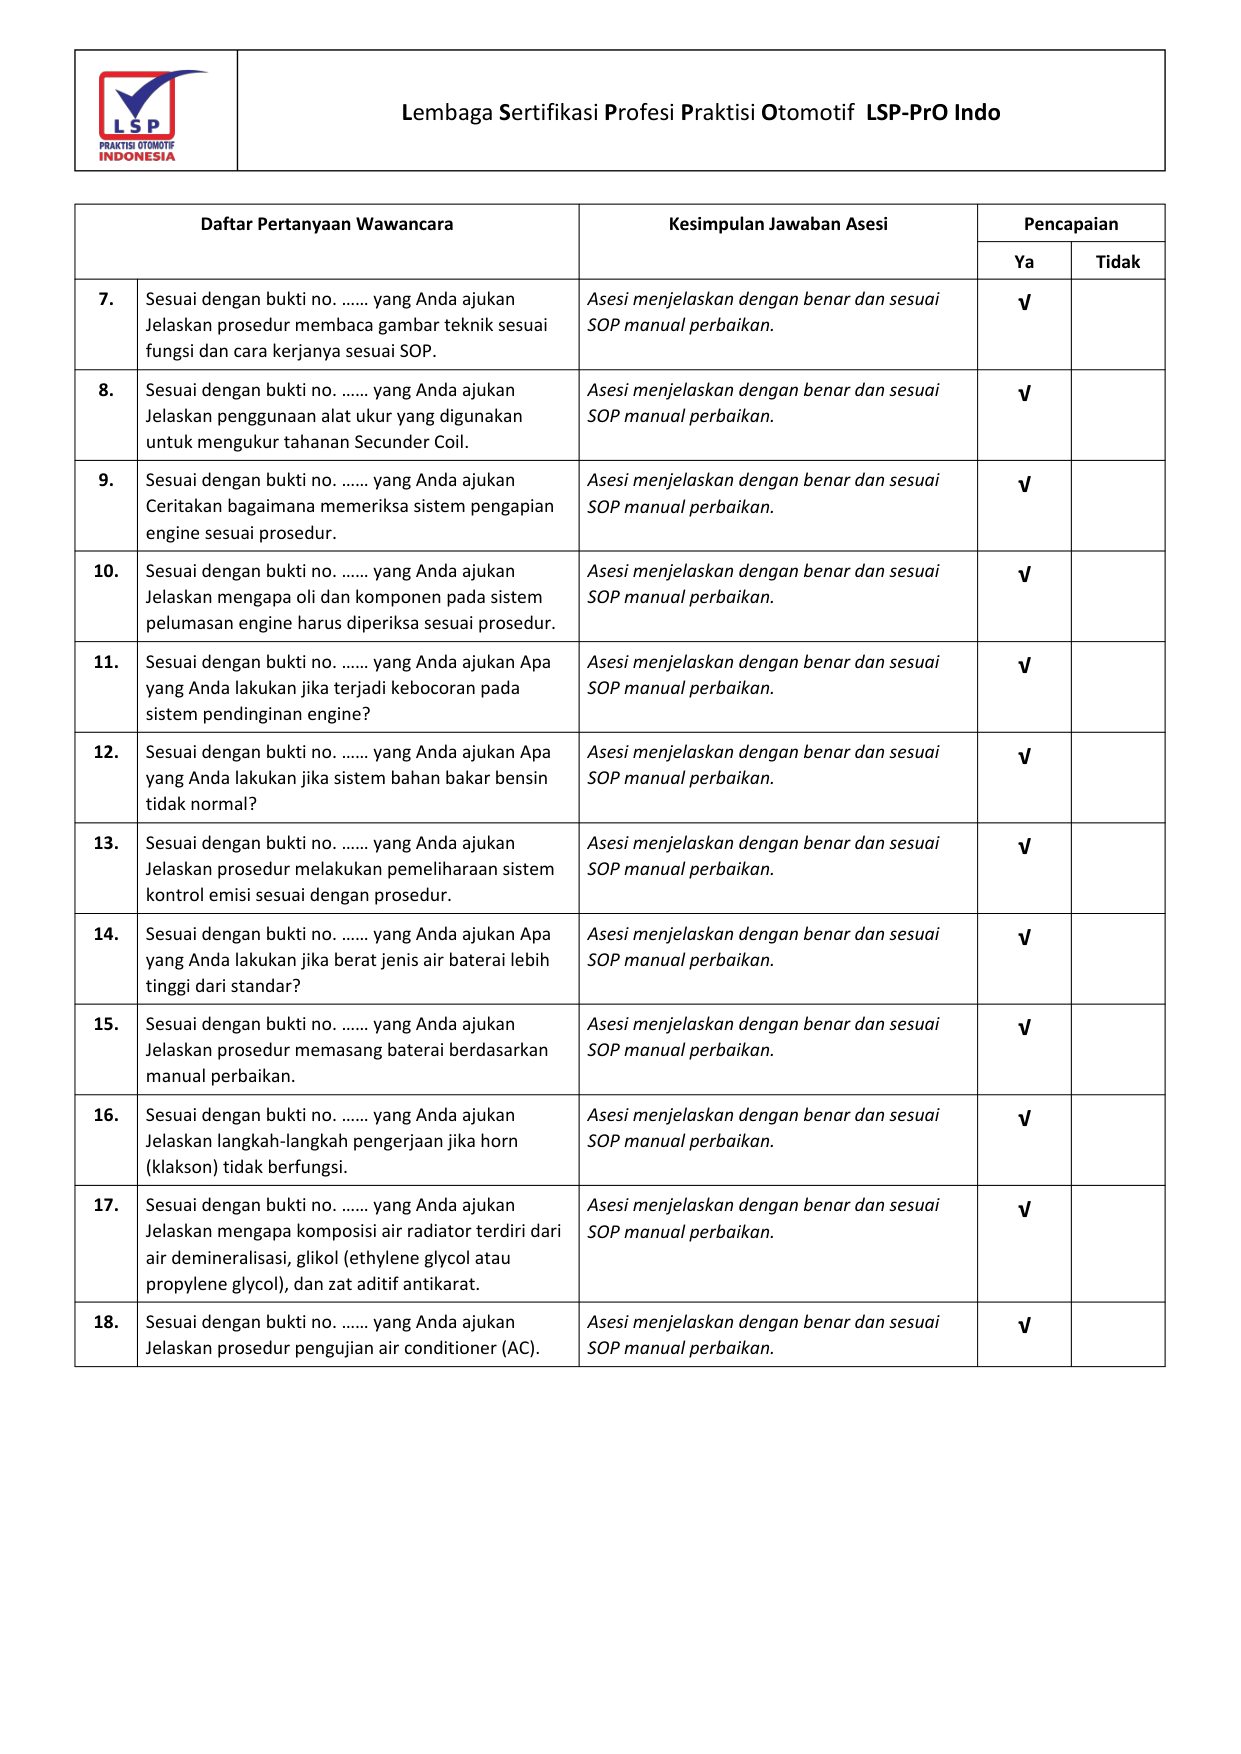 LSP
PRAKTISI OTOMOTIF
INDONESIA
Lembaga Sertifikasi Profesi Praktisi Otomotif LSP-PrO Indo
Daftar Pertanyaan Wawancara
Kesimpulan Jawaban Asesi
Pencapaian
Ya
Tidak
7.
Sesuai dengan bukti no. …… yang Anda ajukan
Jelaskan prosedur membaca gambar teknik sesuai
fungsi dan cara kerjanya sesuai SOP.
Asesi menjelaskan dengan benar dan sesuai
SOP manual perbaikan.
√
8.
Sesuai dengan bukti no. …… yang Anda ajukan
Jelaskan penggunaan alat ukur yang digunakan
untuk mengukur tahanan Secunder Coil.
Asesi menjelaskan dengan benar dan sesuai
SOP manual perbaikan.
√
9.
Sesuai dengan bukti no. …… yang Anda ajukan
Ceritakan bagaimana memeriksa sistem pengapian
engine sesuai prosedur.
Asesi menjelaskan dengan benar dan sesuai
SOP manual perbaikan.
√
10.
Sesuai dengan bukti no. …… yang Anda ajukan
Jelaskan mengapa oli dan komponen pada sistem
pelumasan engine harus diperiksa sesuai prosedur.
Asesi menjelaskan dengan benar dan sesuai
SOP manual perbaikan.
√
11.
Sesuai dengan bukti no. …… yang Anda ajukan Apa
yang Anda lakukan jika terjadi kebocoran pada
sistem pendinginan engine?
Asesi menjelaskan dengan benar dan sesuai
SOP manual perbaikan.
√
12.
Sesuai dengan bukti no. …… yang Anda ajukan Apa
yang Anda lakukan jika sistem bahan bakar bensin
tidak normal?
Asesi menjelaskan dengan benar dan sesuai
SOP manual perbaikan.
√
13.
Sesuai dengan bukti no. …… yang Anda ajukan
Jelaskan prosedur melakukan pemeliharaan sistem
kontrol emisi sesuai dengan prosedur.
Asesi menjelaskan dengan benar dan sesuai
SOP manual perbaikan.
√
14.
Sesuai dengan bukti no. …… yang Anda ajukan Apa
yang Anda lakukan jika berat jenis air baterai lebih
tinggi dari standar?
Asesi menjelaskan dengan benar dan sesuai
SOP manual perbaikan.
√
15.
Sesuai dengan bukti no. …… yang Anda ajukan
Jelaskan prosedur memasang baterai berdasarkan
manual perbaikan.
Asesi menjelaskan dengan benar dan sesuai
SOP manual perbaikan.
√
16.
Sesuai dengan bukti no. …… yang Anda ajukan
Jelaskan langkah-langkah pengerjaan jika horn
(klakson) tidak berfungsi.
Asesi menjelaskan dengan benar dan sesuai
SOP manual perbaikan.
√
17.
Sesuai dengan bukti no. …… yang Anda ajukan
Jelaskan mengapa komposisi air radiator terdiri dari
air demineralisasi, glikol (ethylene glycol atau
propylene glycol), dan zat aditif antikarat.
Asesi menjelaskan dengan benar dan sesuai
SOP manual perbaikan.
√
18.
Sesuai dengan bukti no. …… yang Anda ajukan
Jelaskan prosedur pengujian air conditioner (AC).
Asesi menjelaskan dengan benar dan sesuai
SOP manual perbaikan.
√